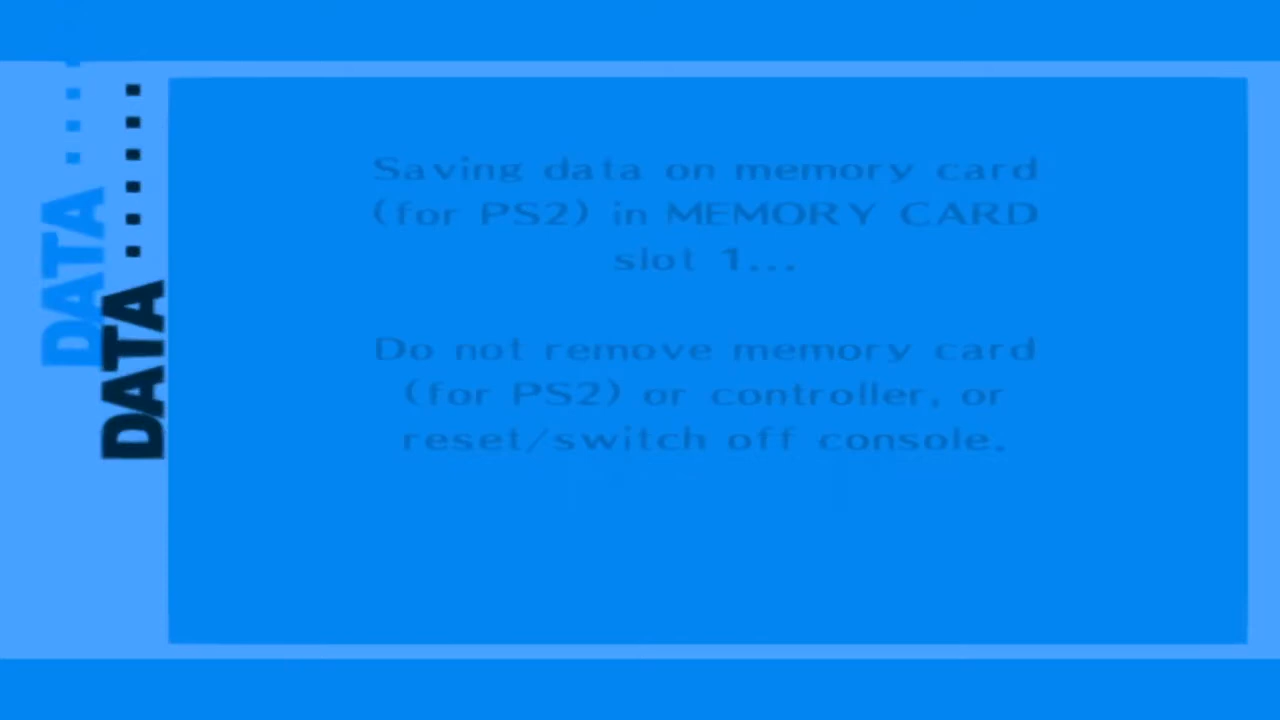 DATA......
DATA....
Saving data on memory card
(for PS2) in MEMORY CARD
slot 1...
Do not remove memory card
(for PS2) or controller, or
reset/switch off console.